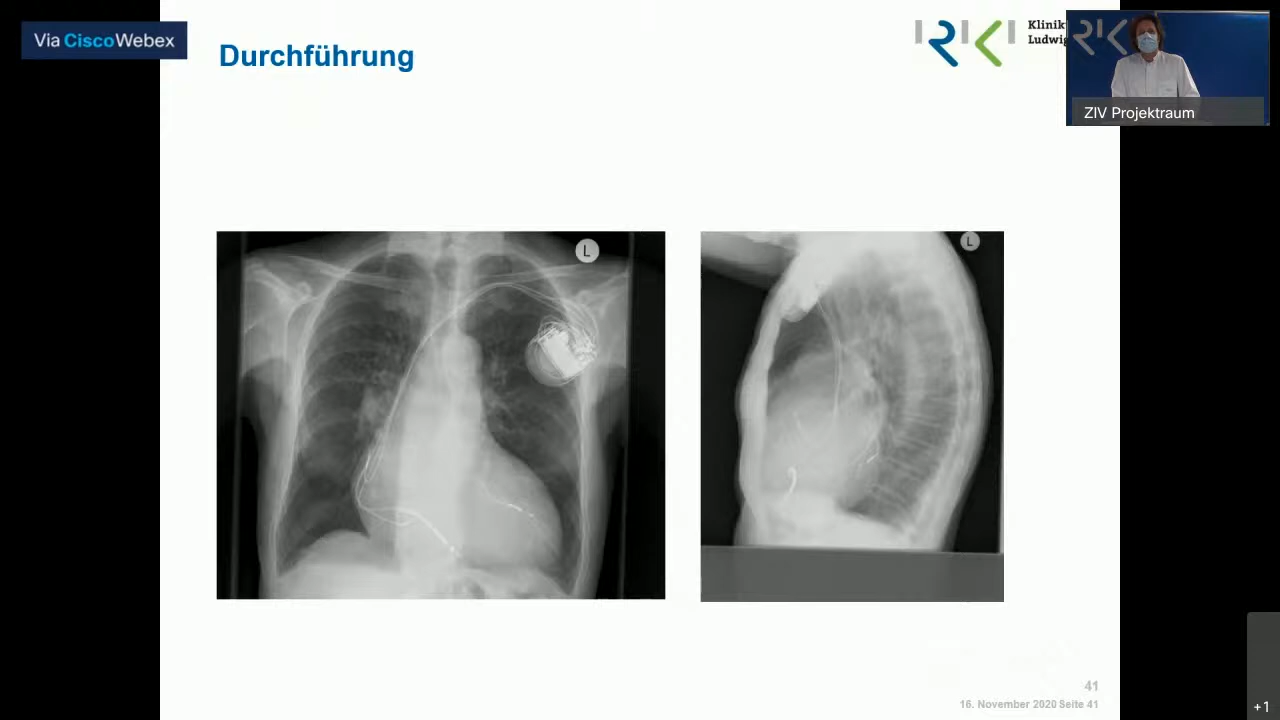 Via CiscoWebex
Durchführung
Klinik
Ludwig
ZIV Projektraum
L
L
41
16. November 2020 Seite 41
+1